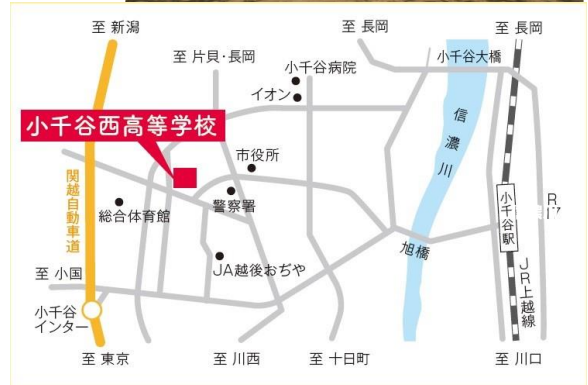 至 新潟
至 長岡
至 長岡
至 片貝・長岡
小千谷病院
小千谷大橋
イオン
小千谷西高等学校
信濃川
市役所
関越自動車道
総合体育館
警察署
小千谷駅
旭橋
JA越後おぢや
至 小国
JR上越線
小千谷
インター
至 東京
至 川西
至 十日町
至 川口